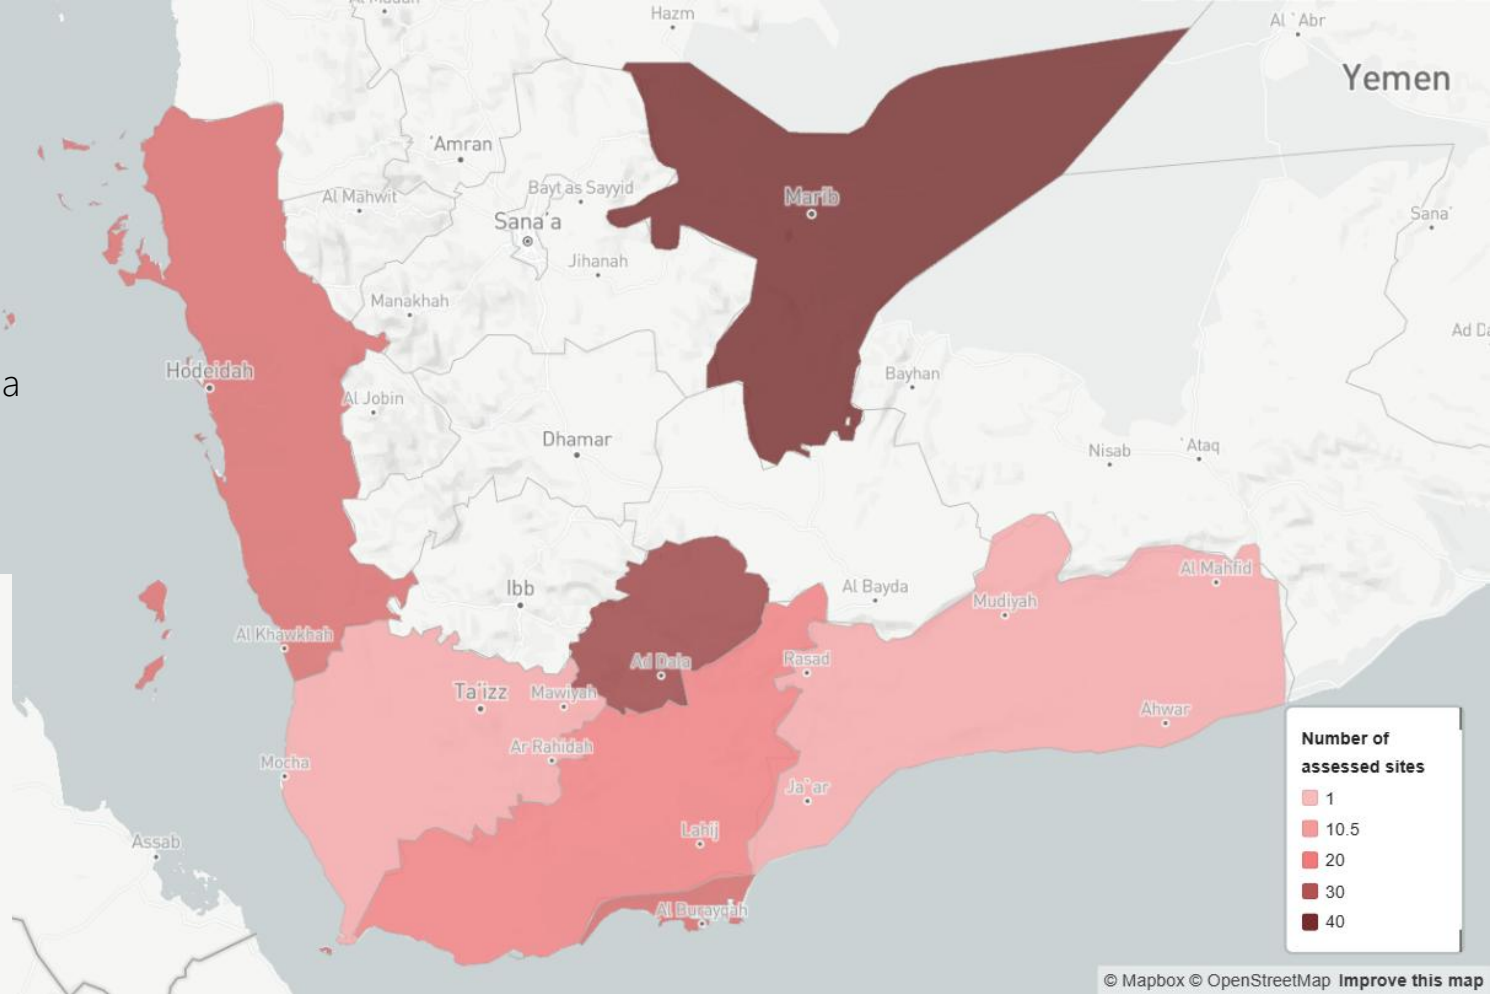 Hazm
Al `Abr
Yemen
'Amran
Al Mahwit
Bayt as Sayyid
Marib
Sana'a
Sana'
Jihanah
Manakhah
Hodeidah
Bayhan
a
Al Jobin
Dhamar
Nisab
`Ataq
Ibb
Al Bayda
Al Mahfid
Mudiyah
Al Khawkhah
Ad Dala
Rasad
Ta'izz
Mawiyah
Ahwar
Ar Rahidah
Mocha
Ja`ar
Lahij
Assab
Al Burayqah
Number of
assessed sites
1
10.5
20
30
40
© Mapbox © OpenStreetMap Improve this map